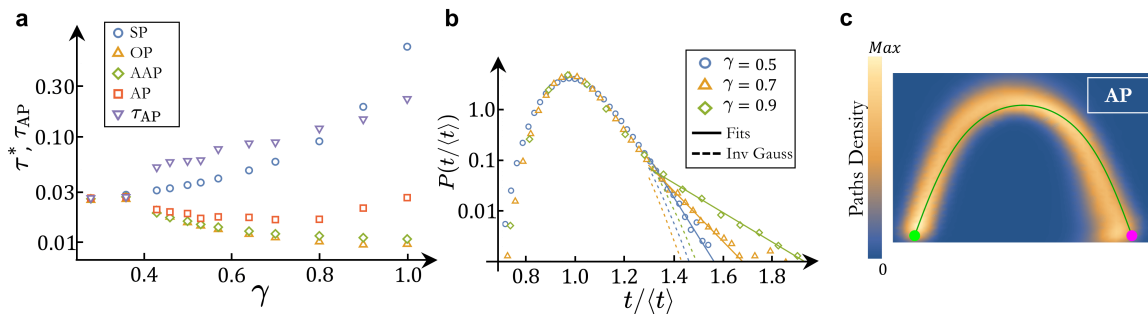 a
SP
OP
AAP
AP
τ_AP
τ*, τ_AP
0.30
0.10
0.03
0.01
0.4 0.6 0.8 1.0
γ
b
γ = 0.5
γ = 0.7
γ = 0.9
Fits
Inv Gauss
P(t/⟨t⟩)
1.0
0.1
0.01
0.8 1.0 1.2 1.4 1.6 1.8
t/⟨t⟩
c
Max
Paths Density
0
AP